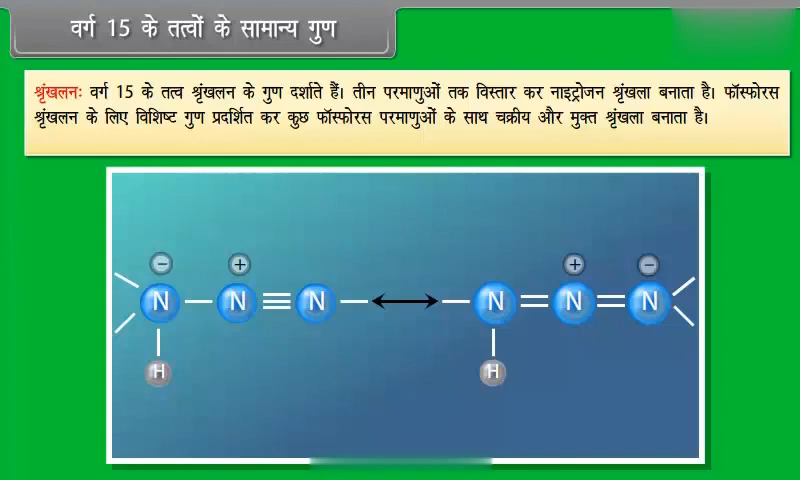 वर्ग 15 के तत्वों के सामान्य गुण
श्रृंखलनः वर्ग 15 के तत्व श्रृंखलन के गुण दर्शाते हैं। तीन परमाणुओं तक विस्तार कर नाइट्रोजन श्रृंखला बनाता है। फॉस्फोरस
श्रृंखलन के लिए विशिष्ट गुण प्रदर्शित कर कुछ फॉस्फोरस परमाणुओं के साथ चक्रीय और मुक्त श्रृंखला बनाता है।
− + + −
N N N N N N
H H